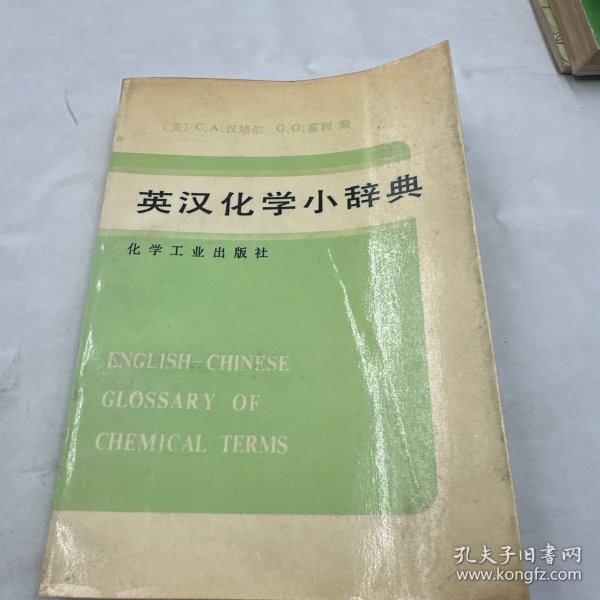 〔美〕C.A.汉培尔 G.G.霍利 编
英汉化学小辞典
化学工业出版社
ENGLISH-CHINESE
GLOSSARY OF
CHEMICAL TERMS
孔夫子旧书网
www.kongfz.com